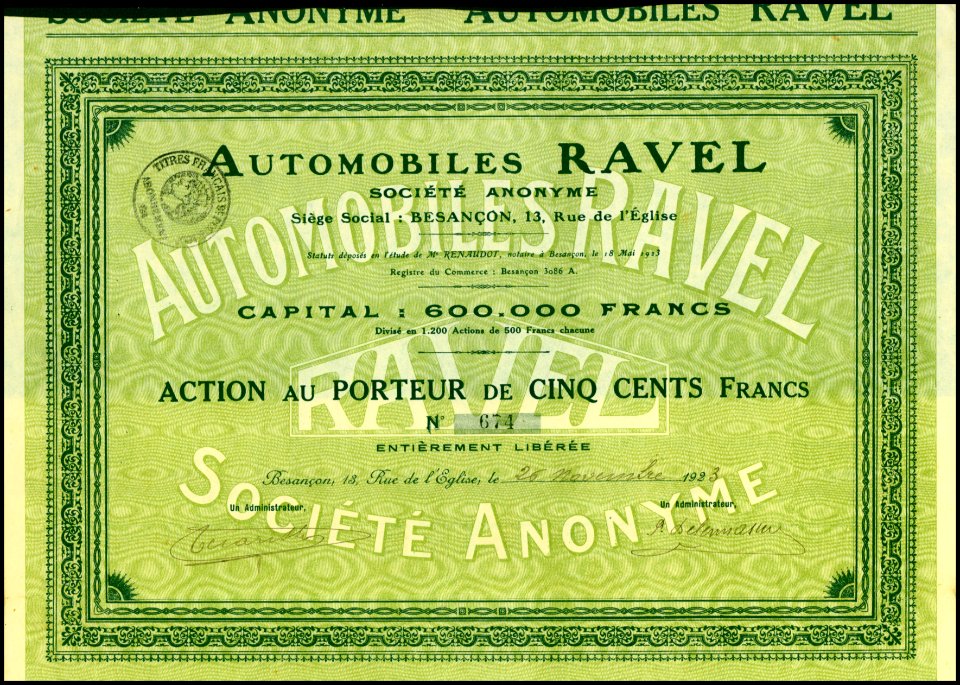 SOCIÉTÉ ANONYME AUTOMOBILES RAVEL
AUTOMOBILES RAVEL
SOCIÉTÉ ANONYME
Siège Social : BESANÇON, 13, Rue de l'Église
Statuts déposés en l'étude de Me RENAUDOT, notaire à Besançon, le 18 Mai 1923
Registre du Commerce : Besançon 3086 A.
CAPITAL : 600.000 FRANCS
Divisé en 1.200 Actions de 500 Francs chacune
ACTION AU PORTEUR DE CINQ CENTS FRANCS
N° 674
ENTIÈREMENT LIBÉRÉE
Besançon, 13, Rue de l'Eglise, le 26 Novembre 1923
Un Administrateur, Un Administrateur,
TITRES FRANÇAIS
AUTOMOBILES RAVEL
RAVEL
SOCIÉTÉ ANONYME